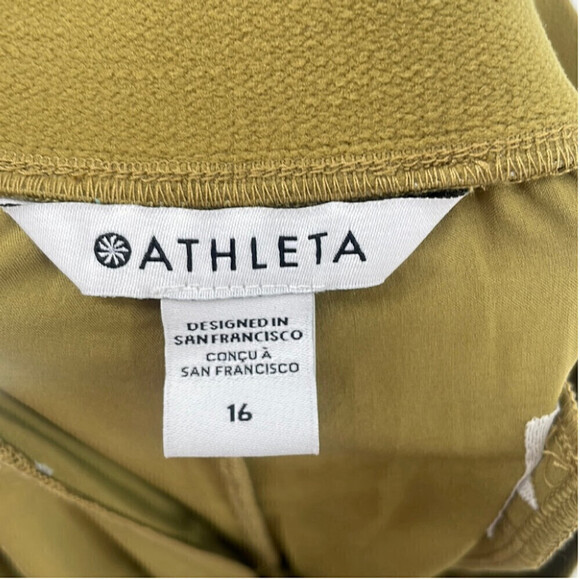 ATHLETA
DESIGNED IN
SAN FRANCISCO
CONÇU À
SAN FRANCISCO
16